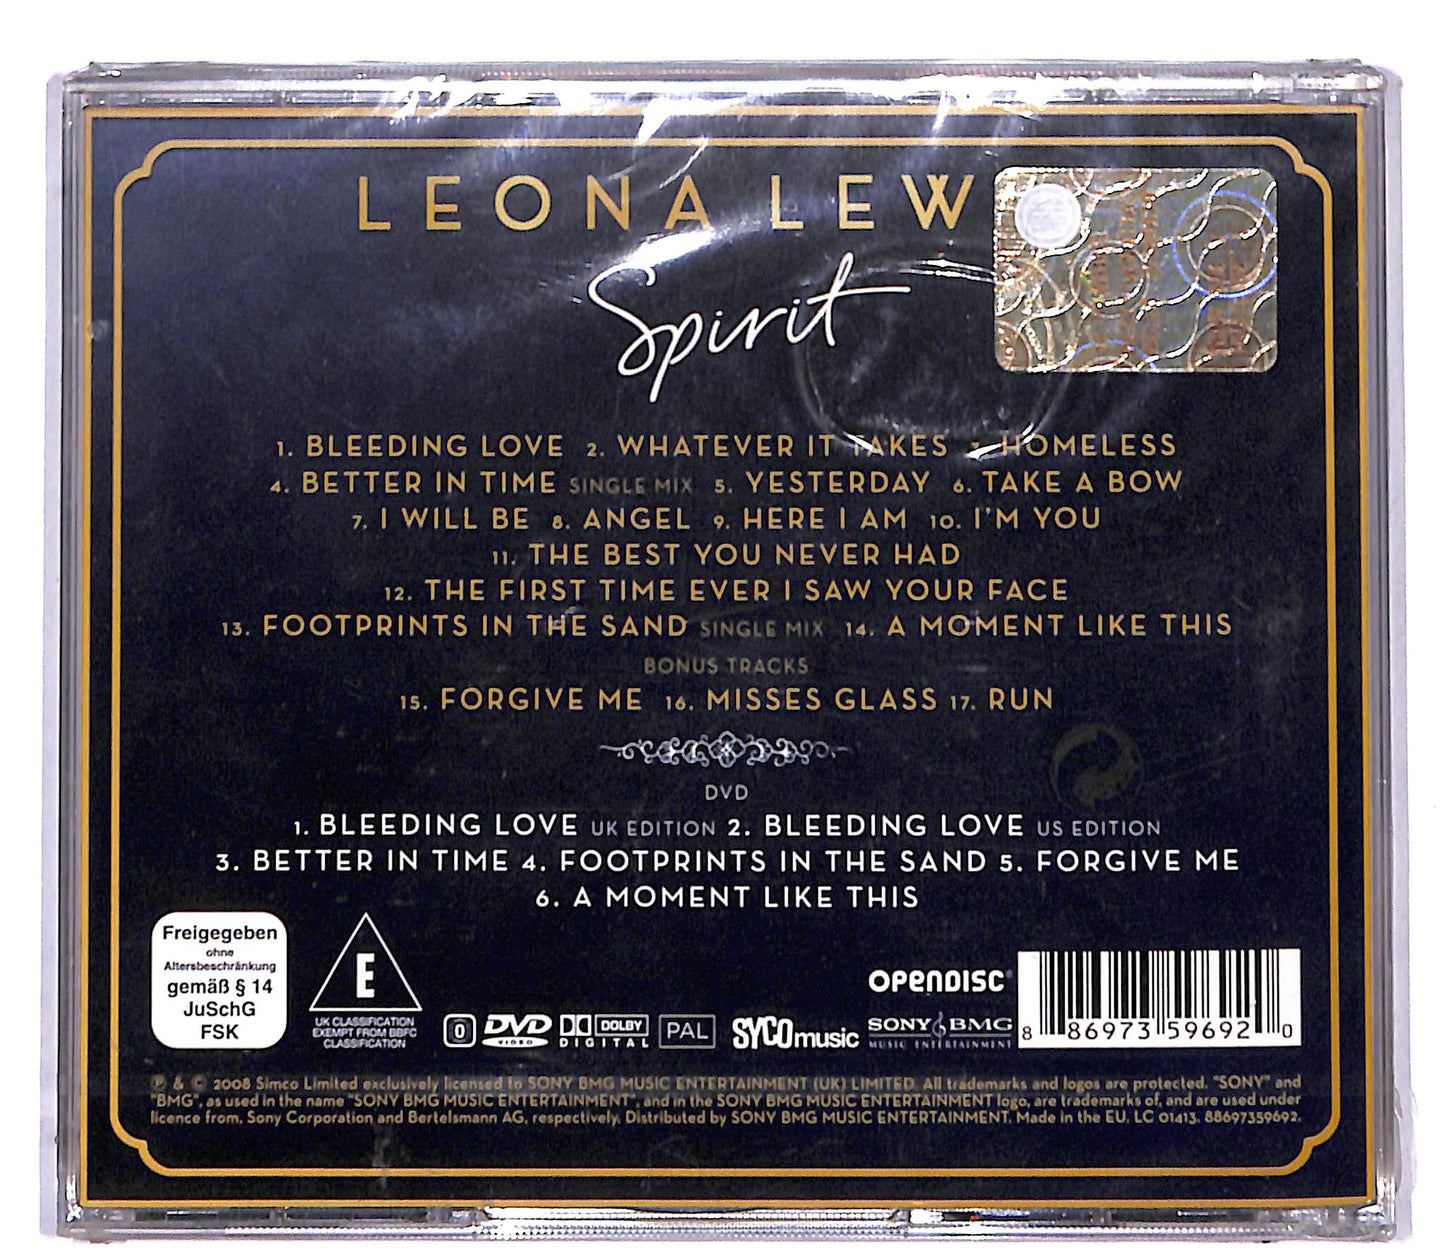 LEONA LEW
Spirit
1. BLEEDING LOVE 2. WHATEVER IT TAKES 3. HOMELESS
4. BETTER IN TIME SINGLE MIX 5. YESTERDAY 6. TAKE A BOW
7. I WILL BE 8. ANGEL 9. HERE I AM 10. I'M YOU
11. THE BEST YOU NEVER HAD
12. THE FIRST TIME EVER I SAW YOUR FACE
13. FOOTPRINTS IN THE SAND SINGLE MIX 14. A MOMENT LIKE THIS
BONUS TRACKS
15. FORGIVE ME 16. MISSES GLASS 17. RUN
DVD
1. BLEEDING LOVE UK EDITION 2. BLEEDING LOVE US EDITION
3. BETTER IN TIME 4. FOOTPRINTS IN THE SAND 5. FORGIVE ME
6. A MOMENT LIKE THIS
Freigegeben
ohne
Altersbeschränkung
gemäß § 14
JuSchG
FSK
E
UK CLASSIFICATION
EXEMPT FROM BBFC
CLASSIFICATION
0 DVD VIDEO DOLBY DIGITAL PAL SYCOmusic
OPENDISC
SONY BMG
MUSIC ENTERTAINMENT
8 86973 59692 0
℗ & © 2008 Simco Limited exclusively licensed to SONY BMG MUSIC ENTERTAINMENT (UK) LIMITED. All trademarks and logos are protected. "SONY" and
"BMG", as used in the name "SONY BMG MUSIC ENTERTAINMENT", and in the SONY BMG MUSIC ENTERTAINMENT logo, are trademarks of, and are used under
licence from, Sony Corporation and Bertelsmann AG, respectively. Distributed by SONY BMG MUSIC ENTERTAINMENT. Made in the EU. LC 01413. 88697359692.